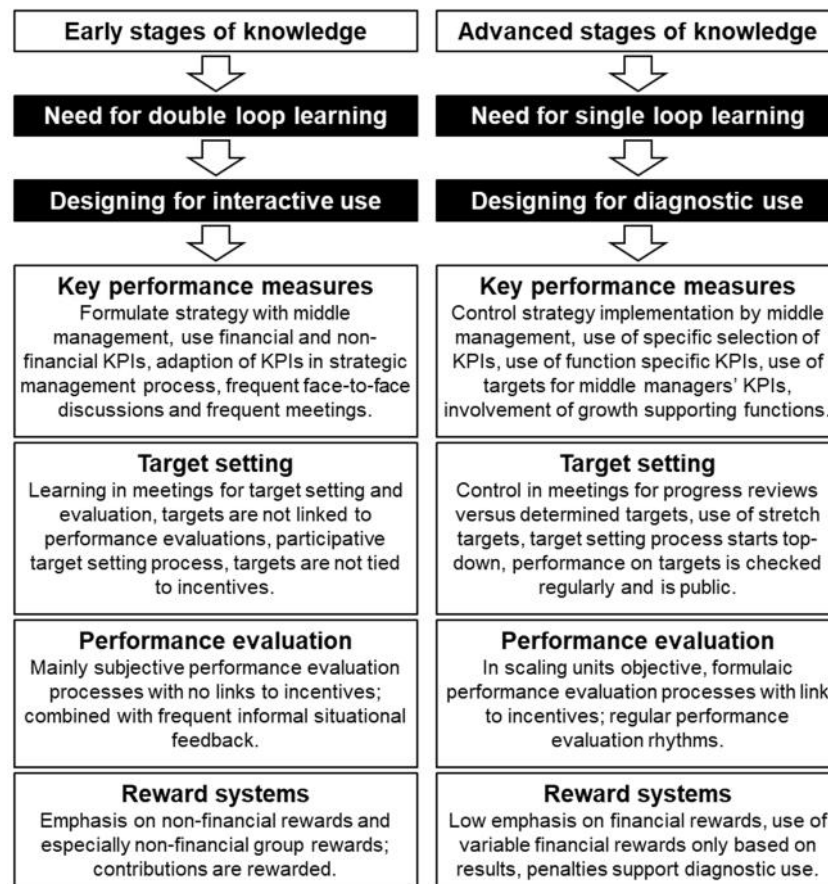 Early stages of knowledge
Need for double loop learning
Designing for interactive use
Key performance measures
Formulate strategy with middle
management, use financial and non-
financial KPIs, adaption of KPIs in strategic
management process, frequent face-to-face
discussions and frequent meetings.
Target setting
Learning in meetings for target setting and
evaluation, targets are not linked to
performance evaluations, participative
target setting process, targets are not tied
to incentives.
Performance evaluation
Mainly subjective performance evaluation
processes with no links to incentives;
combined with frequent informal situational
feedback.
Reward systems
Emphasis on non-financial rewards and
especially non-financial group rewards;
contributions are rewarded.
Advanced stages of knowledge
Need for single loop learning
Designing for diagnostic use
Key performance measures
Control strategy implementation by middle
management, use of specific selection of
KPIs, use of function specific KPIs, use of
targets for middle managers’ KPIs,
involvement of growth supporting functions.
Target setting
Control in meetings for progress reviews
versus determined targets, use of stretch
targets, target setting process starts top-
down, performance on targets is checked
regularly and is public.
Performance evaluation
In scaling units objective, formulaic
performance evaluation processes with link
to incentives; regular performance
evaluation rhythms.
Reward systems
Low emphasis on financial rewards, use of
variable financial rewards only based on
results, penalties support diagnostic use.